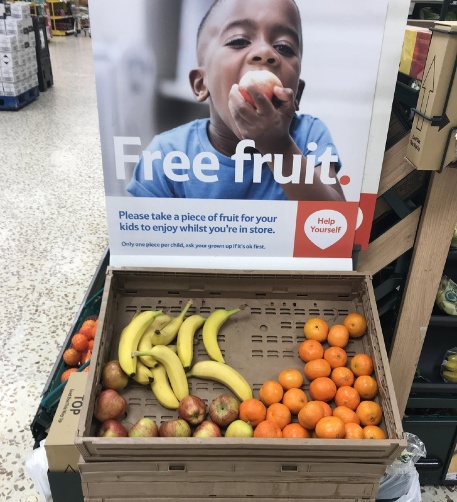 Free fruit.
Please take a piece of fruit for your
kids to enjoy whilst you're in store.
Only one piece per child, ask your grown up if it's ok first.
Help
Yourself
TOP